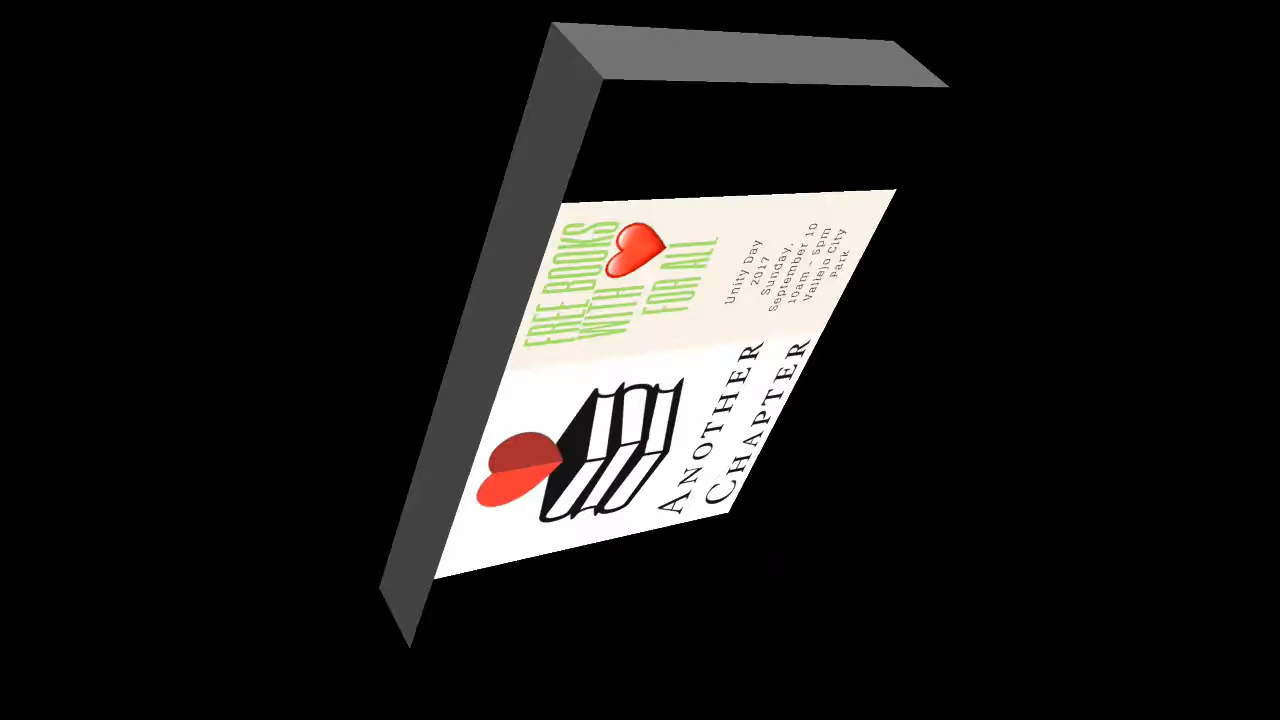 ANOTHER
CHAPTER
FREE BOOKS
WITH
FOR ALL
Unity Day
2017
Sunday,
September 10
10am - 5pm
Vallejo City
park